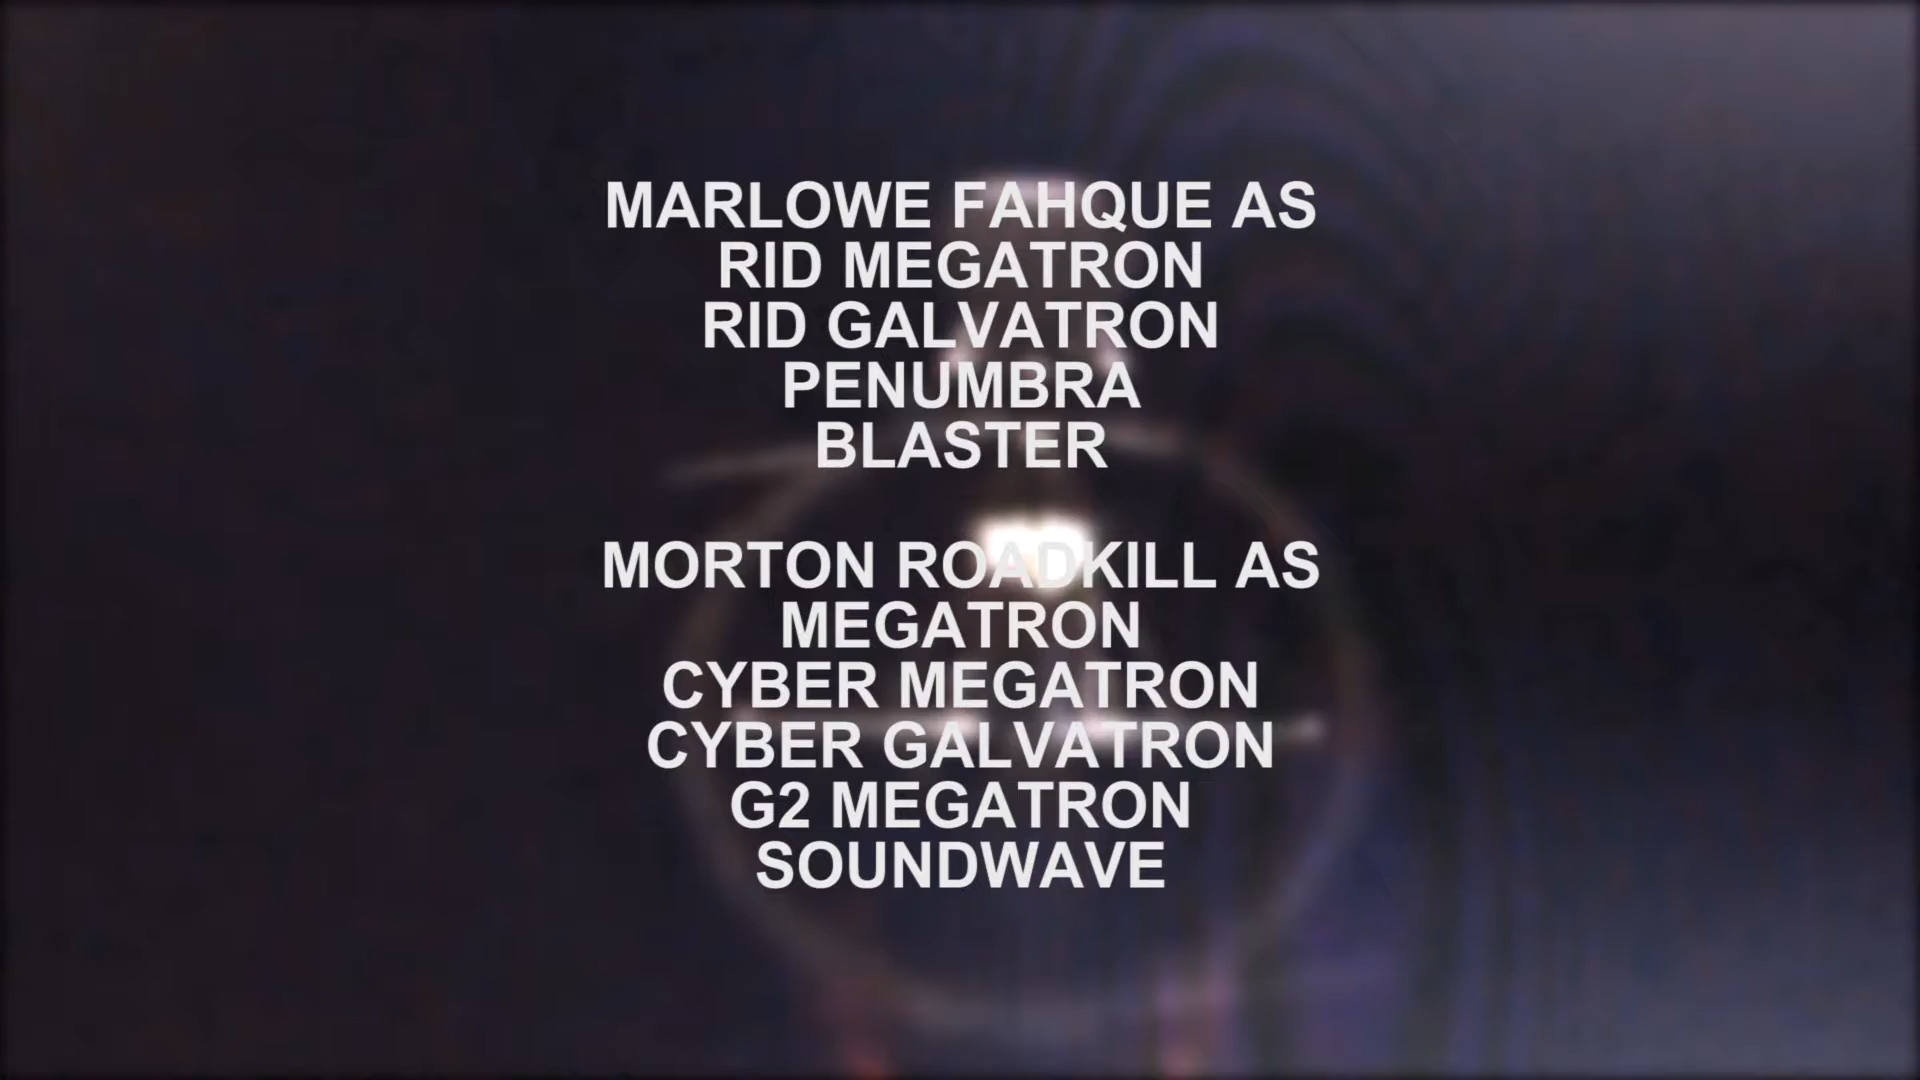 MARLOWE FAHQUE AS
RID MEGATRON
RID GALVATRON
PENUMBRA
BLASTER
MORTON ROADKILL AS
MEGATRON
CYBER MEGATRON
CYBER GALVATRON
G2 MEGATRON
SOUNDWAVE